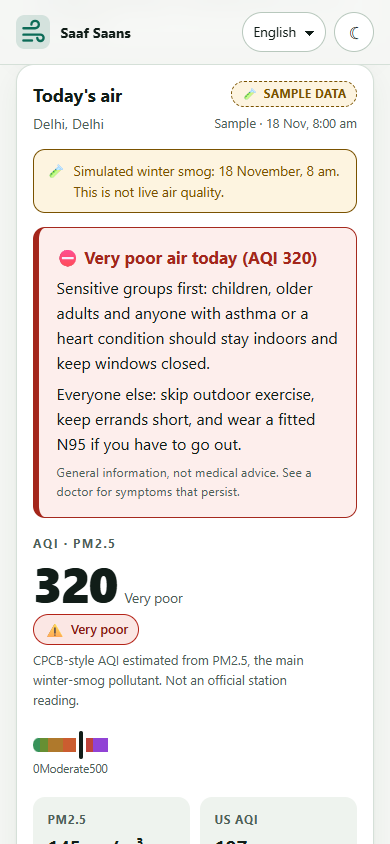 Saaf Saans
English
Today's air
SAMPLE DATA
Delhi, Delhi
Sample · 18 Nov, 8:00 am
Simulated winter smog: 18 November, 8 am.
This is not live air quality.
Very poor air today (AQI 320)
Sensitive groups first: children, older
adults and anyone with asthma or a
heart condition should stay indoors and
keep windows closed.
Everyone else: skip outdoor exercise,
keep errands short, and wear a fitted
N95 if you have to go out.
General information, not medical advice. See a
doctor for symptoms that persist.
AQI · PM2.5
320 Very poor
Very poor
CPCB-style AQI estimated from PM2.5, the main
winter-smog pollutant. Not an official station
reading.
0Moderate500
PM2.5
US AQI